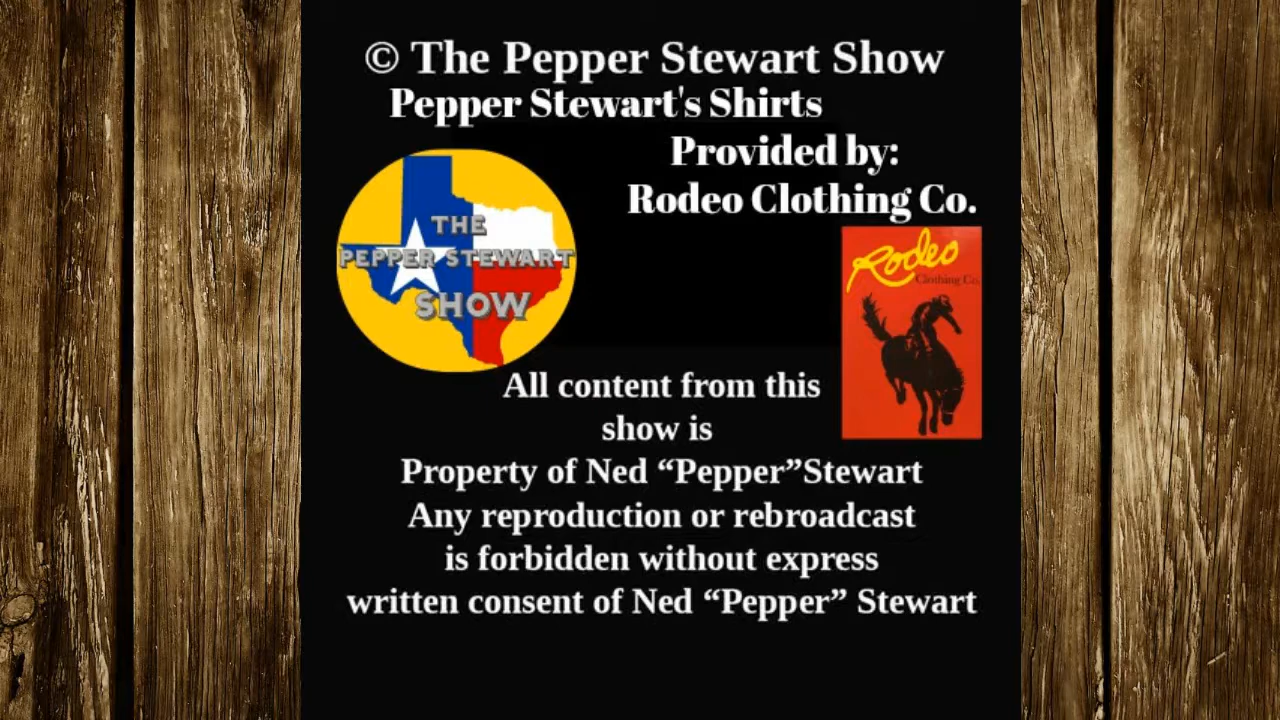 © The Pepper Stewart Show
Pepper Stewart's Shirts
Provided by:
Rodeo Clothing Co.
THE
PEPPER STEWART
SHOW
Rodeo
Clothing Co.
All content from this
show is
Property of Ned “Pepper”Stewart
Any reproduction or rebroadcast
is forbidden without express
written consent of Ned “Pepper” Stewart